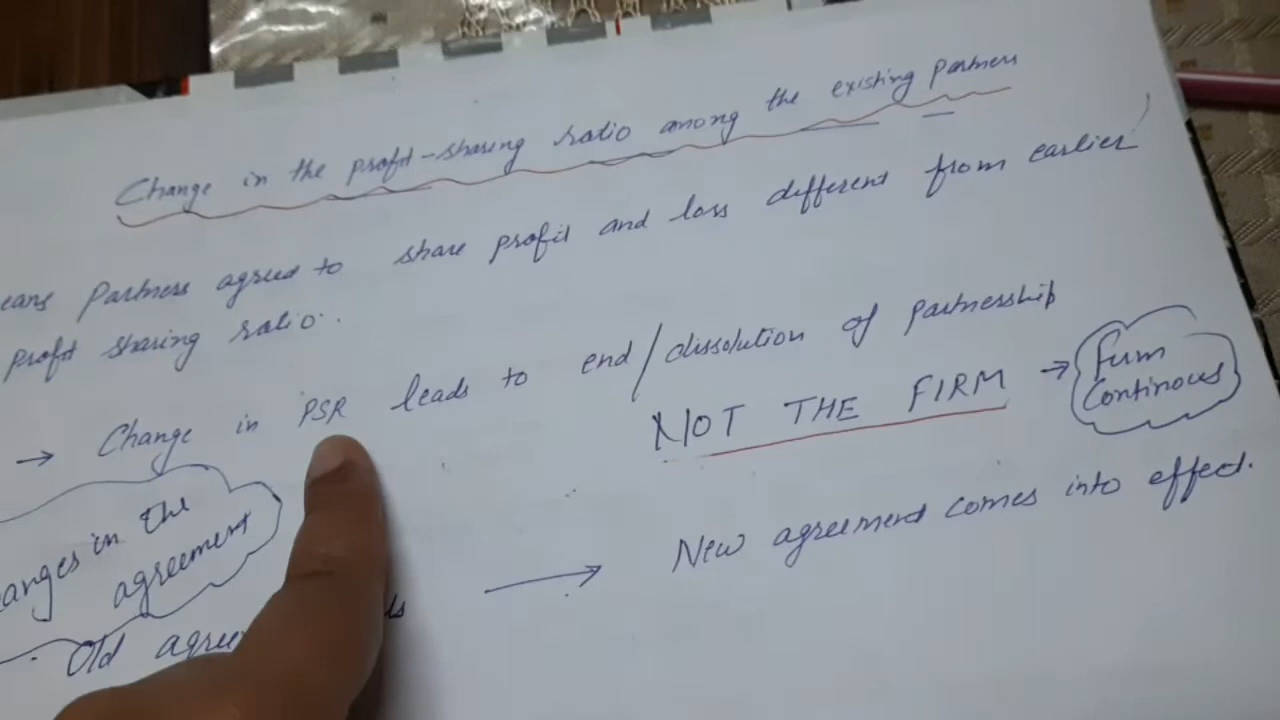 Change in the profit-sharing ratio among the existing partners
eans Partners agreed to share profit and loss different from earlier
profit sharing ratio.
→ Change in PSR leads to end/dissolution of partnership
NOT THE FIRM → Firm Continous
anges in the agreement
Old agree → New agreement comes into effect.